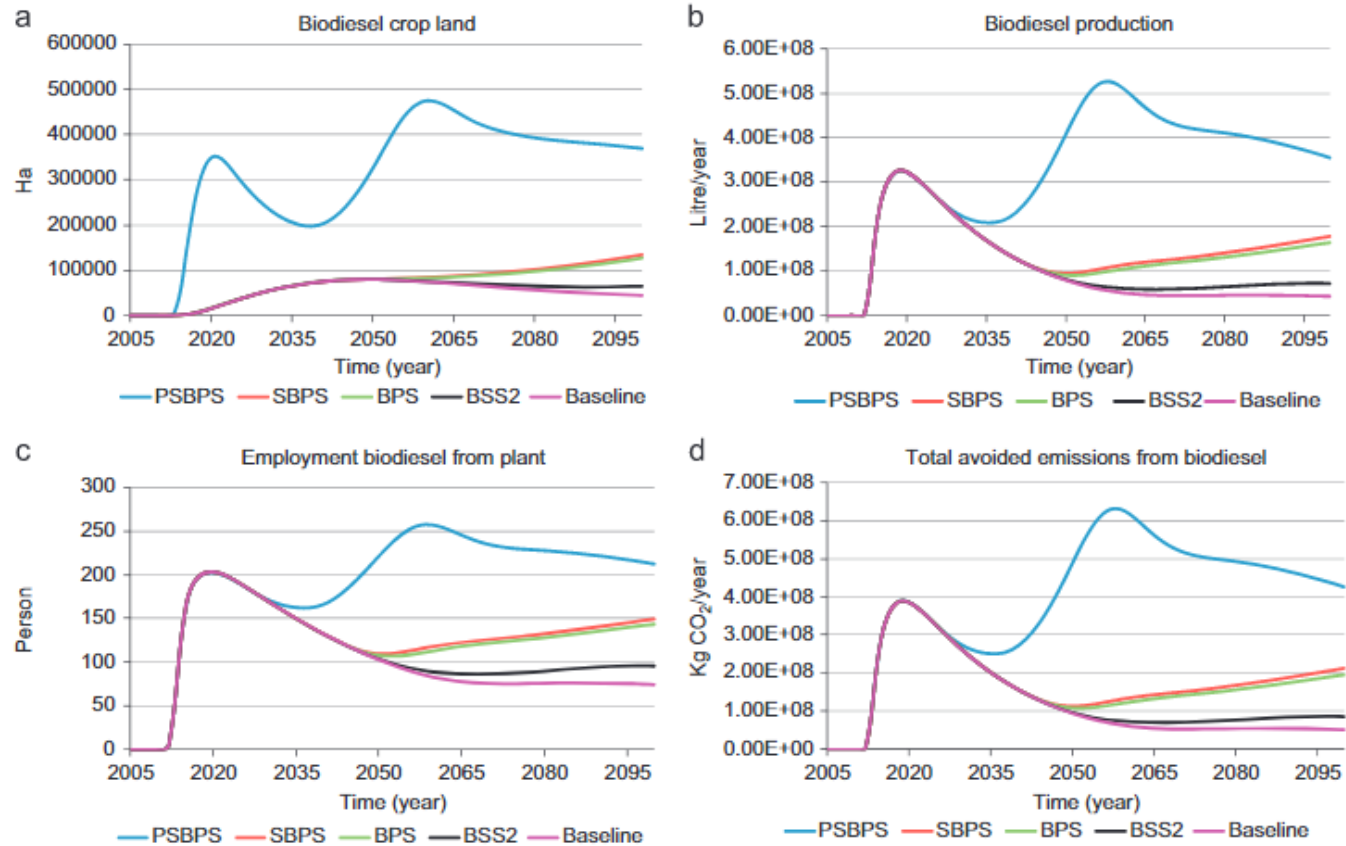 a
Biodiesel crop land
Ha
600000
500000
400000
300000
200000
100000
0
2005 2020 2035 2050 2065 2080 2095
Time (year)
PSBPS SBPS BPS BSS2 Baseline
b
Biodiesel production
Litre/year
6.00E+08
5.00E+08
4.00E+08
3.00E+08
2.00E+08
1.00E+08
0.00E+00
2005 2020 2035 2050 2065 2080 2095
Time (year)
PSBPS SBPS BPS BSS2 Baseline
c
Employment biodiesel from plant
Person
300
250
200
150
100
50
0
2005 2020 2035 2050 2065 2080 2095
Time (year)
PSBPS SBPS BPS BSS2 Baseline
d
Total avoided emissions from biodiesel
Kg CO₂/year
7.00E+08
6.00E+08
5.00E+08
4.00E+08
3.00E+08
2.00E+08
1.00E+08
0.00E+00
2005 2020 2035 2050 2065 2080 2095
Time (year)
PSBPS SBPS BPS BSS2 Baseline